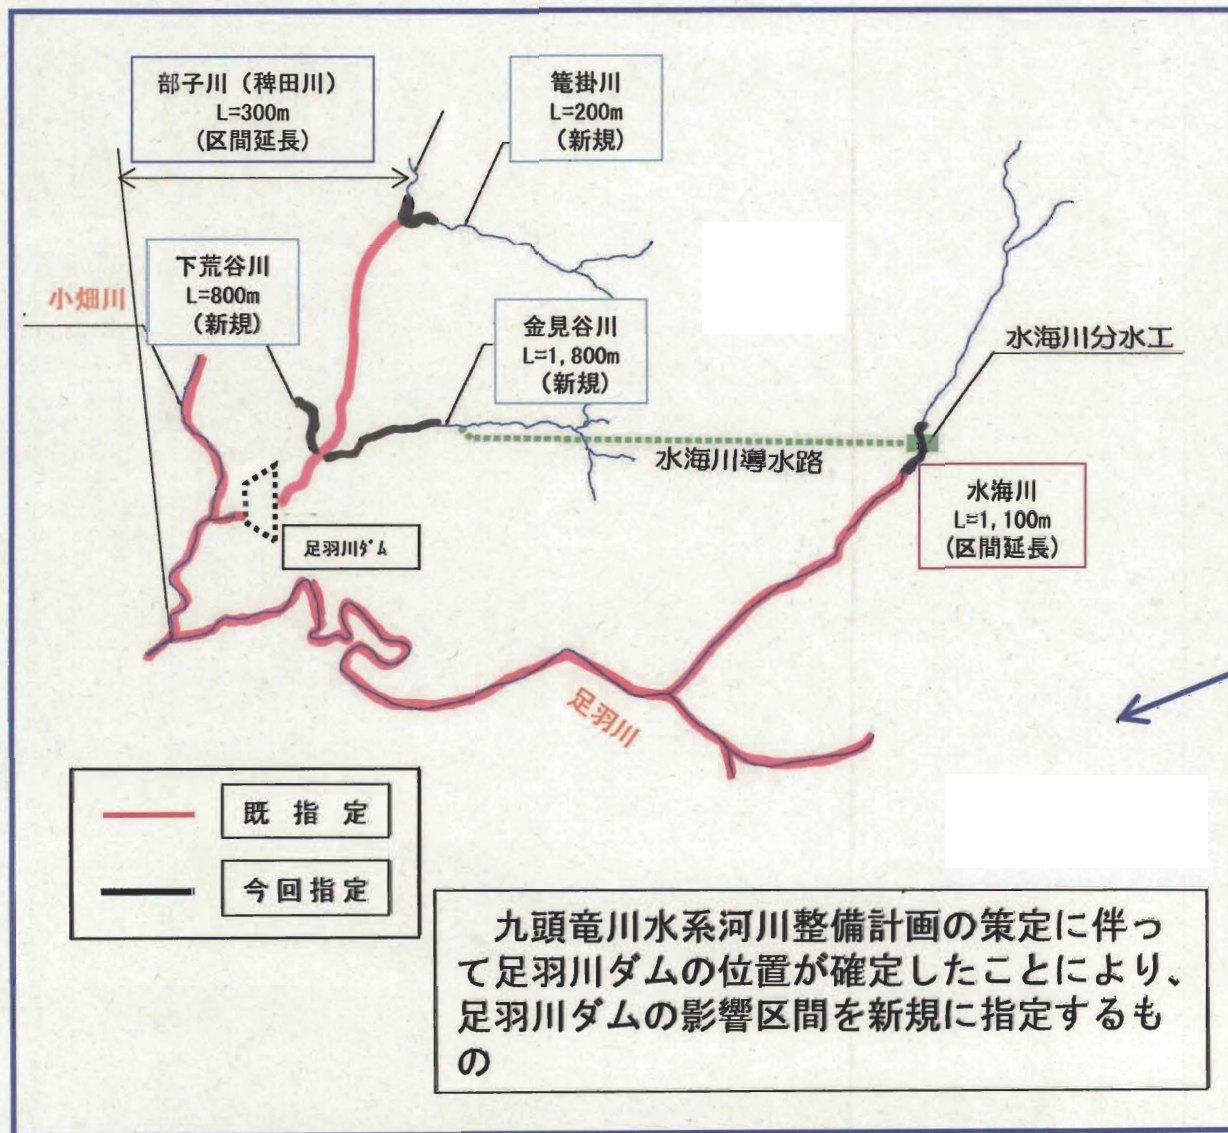 部子川（稗田川）
L=300m
(区間延長)
篭掛川
L=200m
(新規)
下荒谷川
L=800m
(新規)
小畑川
金見谷川
L=1,800m
(新規)
水海川分水工
水海川導水路
水海川
L=1,100m
(区間延長)
足羽川ダム
足羽川
既 指 定
今回指定
九頭竜川水系河川整備計画の策定に伴っ
て足羽川ダムの位置が確定したことにより、
足羽川ダムの影響区間を新規に指定するも
の